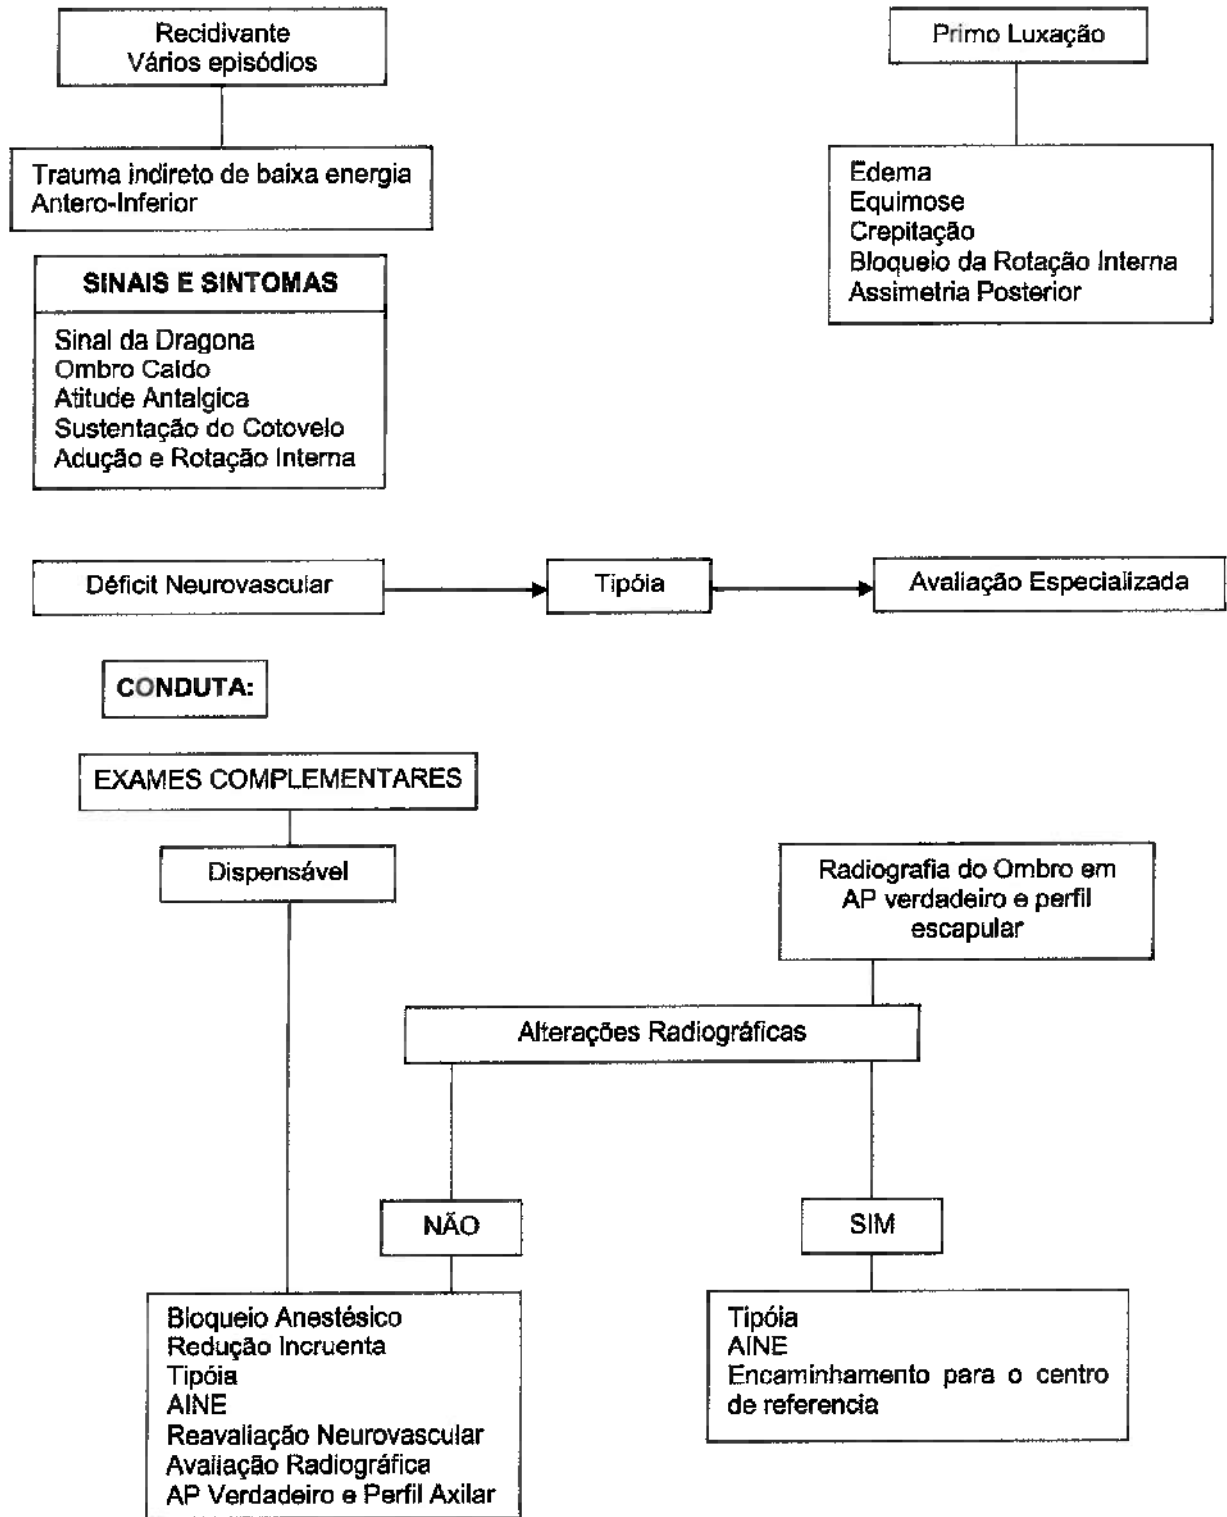 Recidivante
Vários episódios
Primo Luxação
Trauma indireto de baixa energia
Antero-Inferior
Edema
Equimose
Crepitação
Bloqueio da Rotação Interna
Assimetria Posterior
SINAIS E SINTOMAS
Sinal da Dragona
Ombro Caido
Atitude Antalgica
Sustentação do Cotovelo
Adução e Rotação Interna
Déficit Neurovascular
Tipóia
Avaliação Especializada
CONDUTA:
EXAMES COMPLEMENTARES
Dispensável
Radiografia do Ombro em
AP verdadeiro e perfil
escapular
Alterações Radiográficas
NÃO
SIM
Bloqueio Anestésico
Redução Incruenta
Tipóia
AINE
Reavaliação Neurovascular
Avaliação Radiográfica
AP Verdadeiro e Perfil Axilar
Tipóia
AINE
Encaminhamento para o centro
de referencia